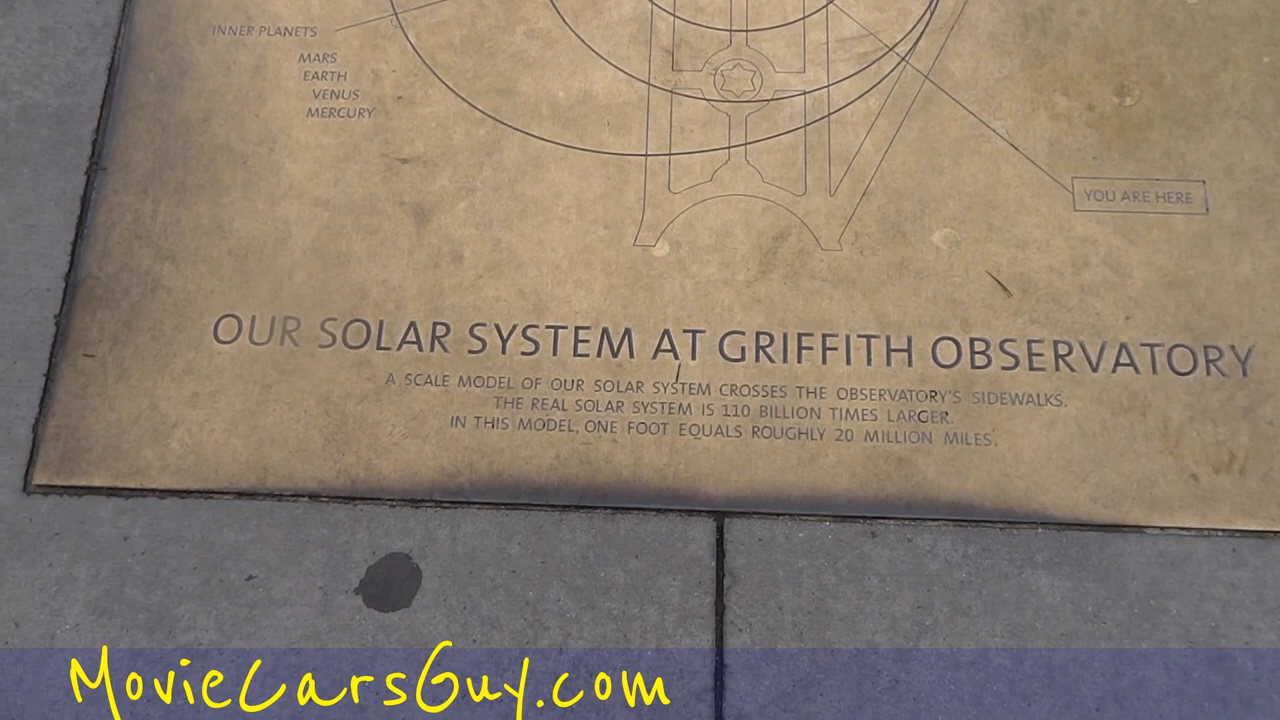 INNER PLANETS
MARS
EARTH
VENUS
MERCURY
YOU ARE HERE
OUR SOLAR SYSTEM AT GRIFFITH OBSERVATORY
A SCALE MODEL OF OUR SOLAR SYSTEM CROSSES THE OBSERVATORY'S SIDEWALKS.
THE REAL SOLAR SYSTEM IS 110 BILLION TIMES LARGER.
IN THIS MODEL, ONE FOOT EQUALS ROUGHLY 20 MILLION MILES.
MovieCarsGuy.com